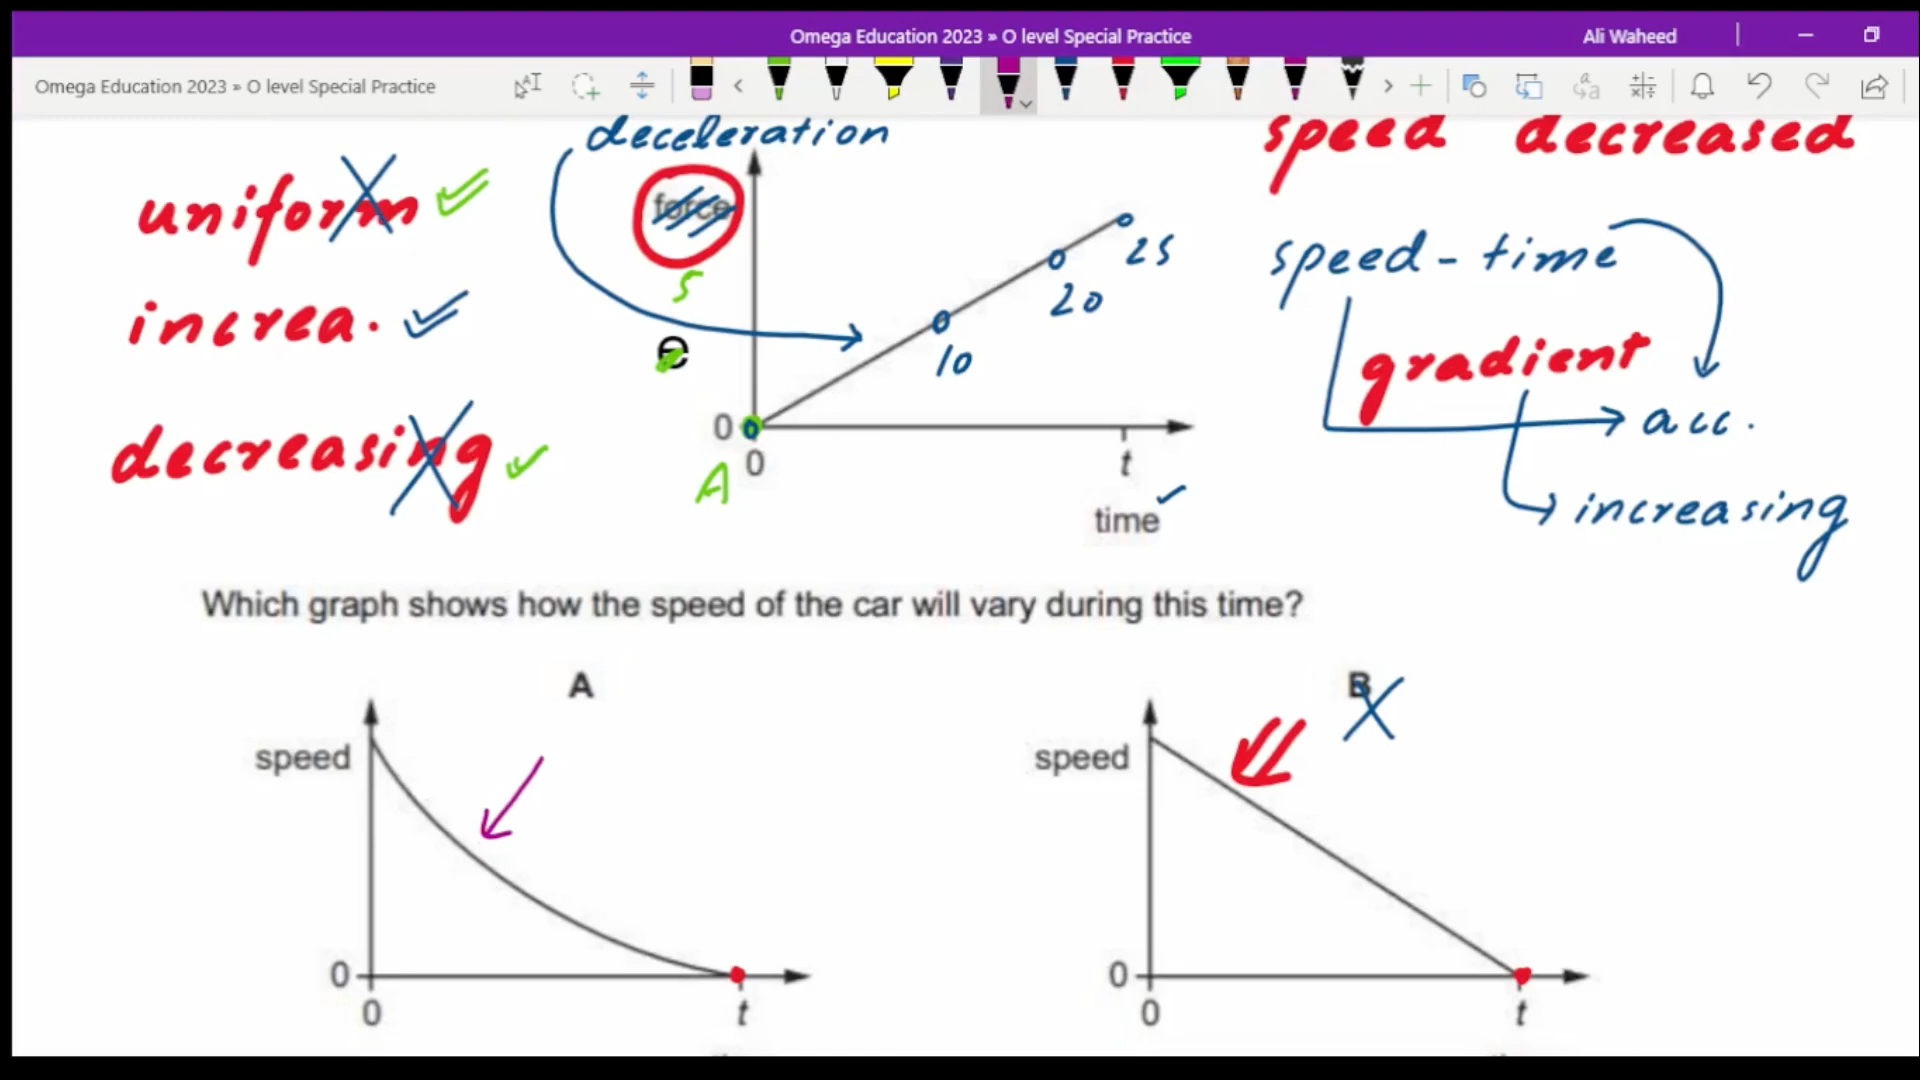 Omega Education 2023 » O level Special Practice
Ali Waheed
Omega Education 2023 » O level Special Practice
deceleration
speed decreased
uniform
force
25
speed - time
5
20
increa.
e
10
gradient
acc.
decreasing
0
0
t
A
time
increasing
Which graph shows how the speed of the car will vary during this time?
A
B
speed
speed
0
0
0
t
0
t